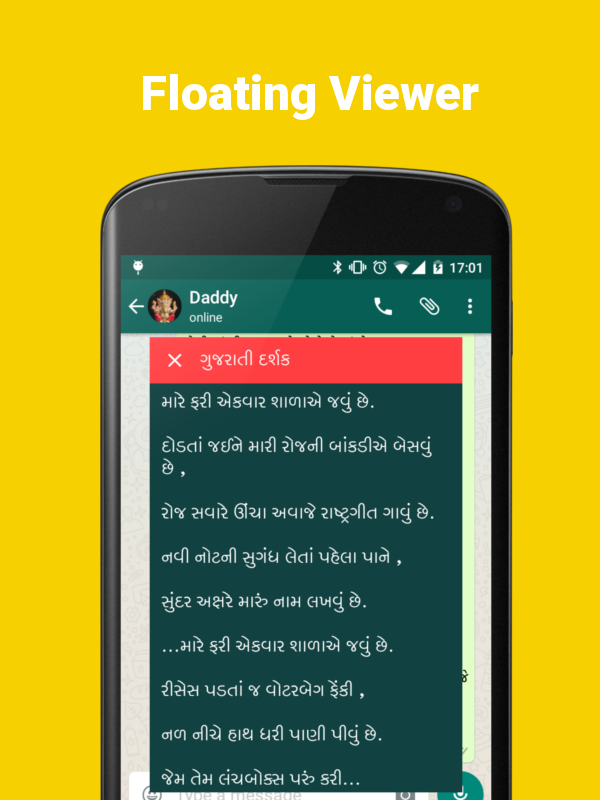 Floating Viewer
17:01
Daddy
online
ગુજરાતી દર્શક
મારે ફરી એકવાર શાળાએ જવું છે.
દોડતાં જઈને મારી રોજની બાંકડીએ બેસવું
છે ,
રોજ સવારે ઊંચા અવાજે રાષ્ટ્રગીત ગાવું છે.
નવી નોટની સુગંધ લેતાં પહેલા પાને ,
સુંદર અક્ષરે મારું નામ લખવું છે.
...મારે ફરી એકવાર શાળાએ જવું છે.
રીસેસ પડતાં જ વોટરબેગ ફેંકી ,
નળ નીચે હાથ ધરી પાણી પીવું છે.
જેમ તેમ લંચબોક્સ પરું કરી...
Type a message